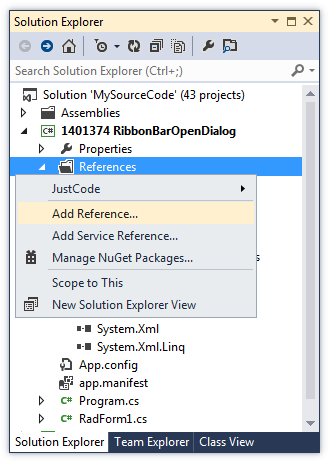 Solution Explorer
Search Solution Explorer (Ctrl+;)
Solution 'MySourceCode' (43 projects)
Assemblies
C# 1401374 RibbonBarOpenDialog
Properties
References
JustCode
Add Reference...
Add Service Reference...
Manage NuGet Packages...
Scope to This
New Solution Explorer View
System.Xml
System.Xml.Linq
App.config
app.manifest
C# Program.cs
C# RadForm1.cs
Solution Explorer Team Explorer Class View